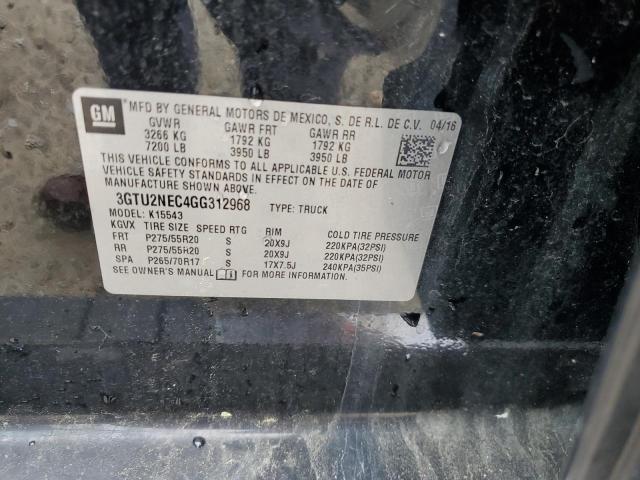 GM MFD BY GENERAL MOTORS DE MEXICO, S. DE R.L. DE C.V. 04/16
GVWR GAWR FRT GAWR RR
3266 KG 1792 KG 1792 KG
7200 LB 3950 LB 3950 LB
THIS VEHICLE CONFORMS TO ALL APPLICABLE U.S. FEDERAL MOTOR
VEHICLE SAFETY STANDARDS IN EFFECT ON THE DATE OF
MANUFACTURE SHOWN ABOVE.
3GTU2NEC4GG312968 TYPE: TRUCK
MODEL: K15543
KGVX TIRE SIZE SPEED RTG RIM COLD TIRE PRESSURE
FRT P275/55R20 S 20X9J 220KPA(32PSI)
RR P275/55R20 S 20X9J 220KPA(32PSI)
SPA P265/70R17 S 17X7.5J 240KPA(35PSI)
SEE OWNER'S MANUAL FOR MORE INFORMATION.